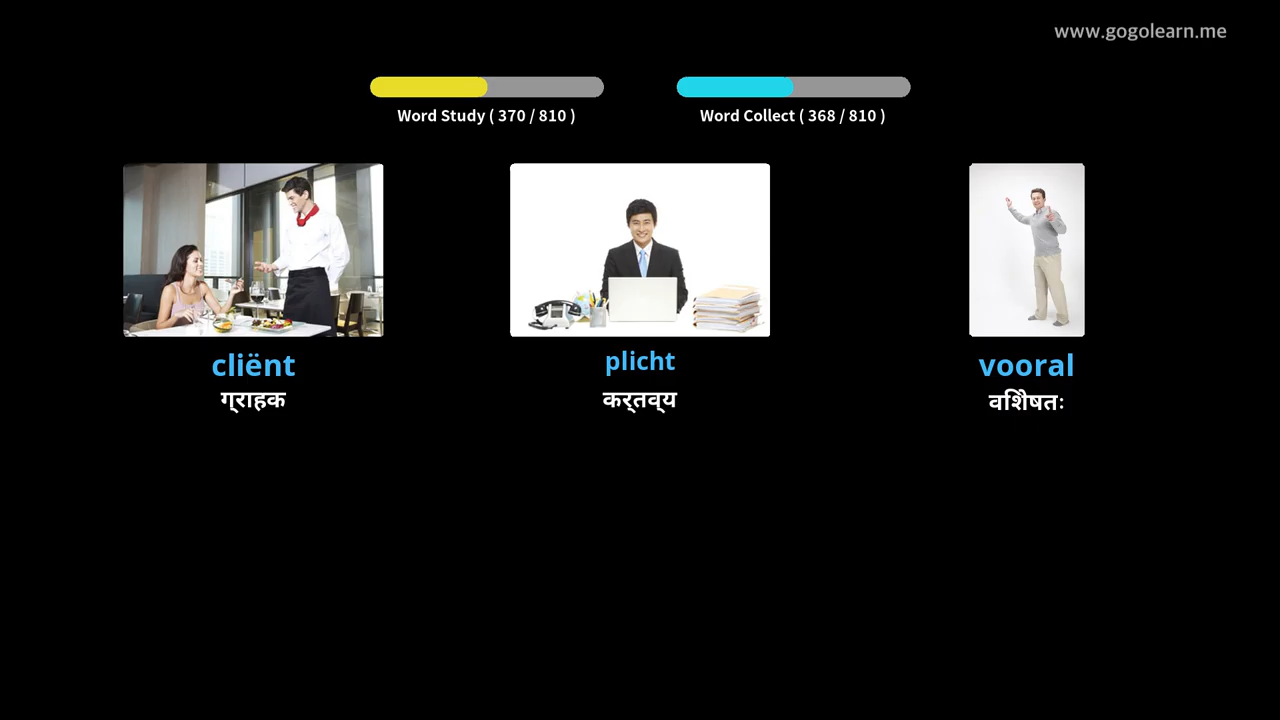 www.gogolearn.me
Word Study ( 370 / 810 )
Word Collect ( 368 / 810 )
cliënt
plicht
vooral
ग्राहक
कर्तव्य
विशेषतः